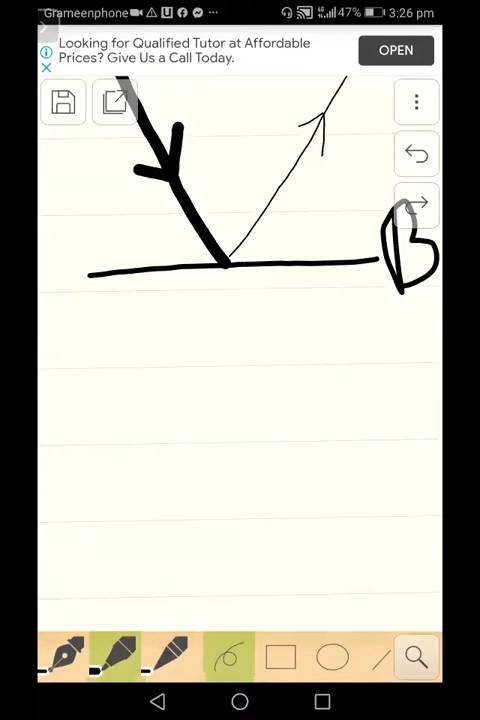 Grameenphone ... 47% 3:26 pm
Looking for Qualified Tutor at Affordable
Prices? Give Us a Call Today.
OPEN
B